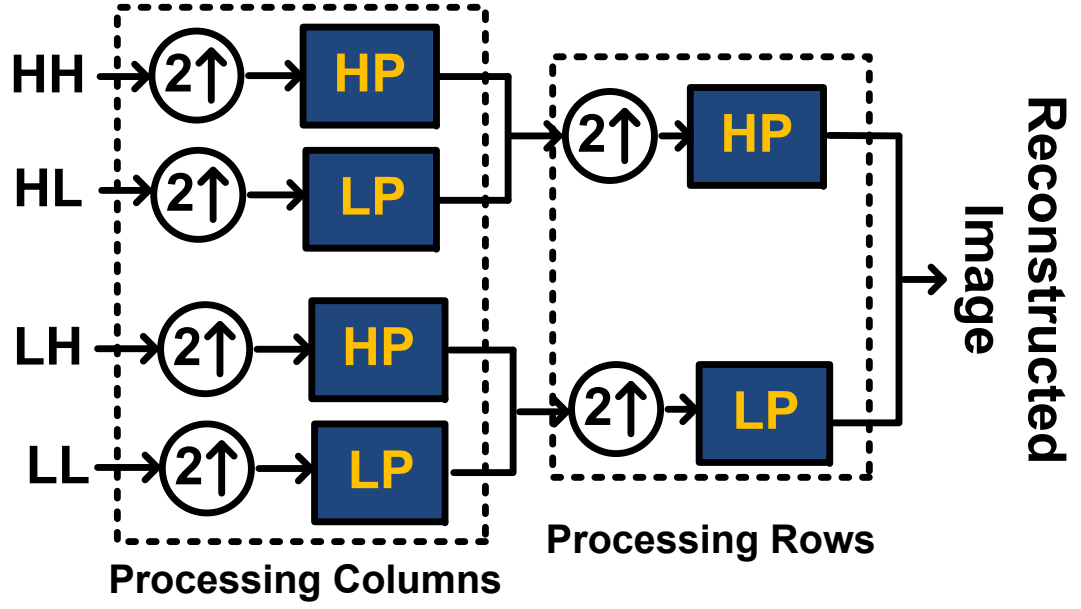 HH 2↑ HP
HL 2↑ LP
2↑ HP
LH 2↑ HP
LL 2↑ LP
2↑ LP
Reconstructed
Image
Processing Columns
Processing Rows